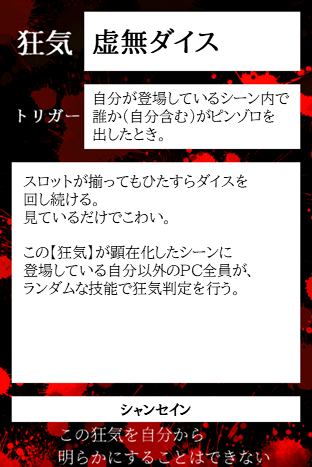 狂気 虚無ダイス
トリガー
自分が登場しているシーン内で
誰か（自分含む）がピンゾロを
出したとき。
スロットが揃ってもひたすらダイスを
回し続ける。
見ているだけでこわい。
この【狂気】が顕在化したシーンに
登場している自分以外のPC全員が、
ランダムな技能で狂気判定を行う。
シャンセイン
この狂気を自分から
明らかにすることはできない